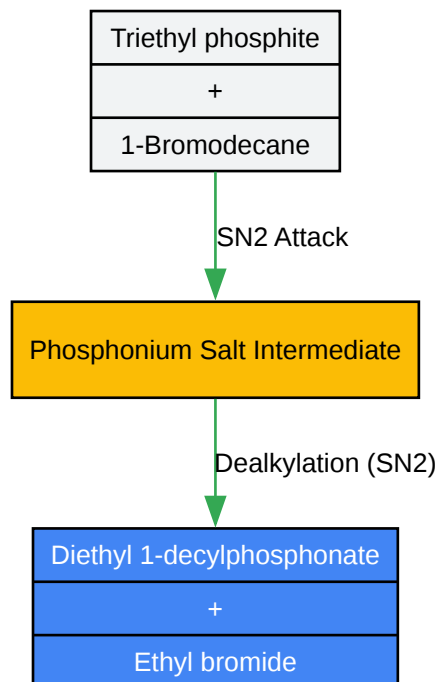 Triethyl phosphite
+
1-Bromodecane
SN2 Attack
Phosphonium Salt Intermediate
Dealkylation (SN2)
Diethyl 1-decylphosphonate
+
Ethyl bromide